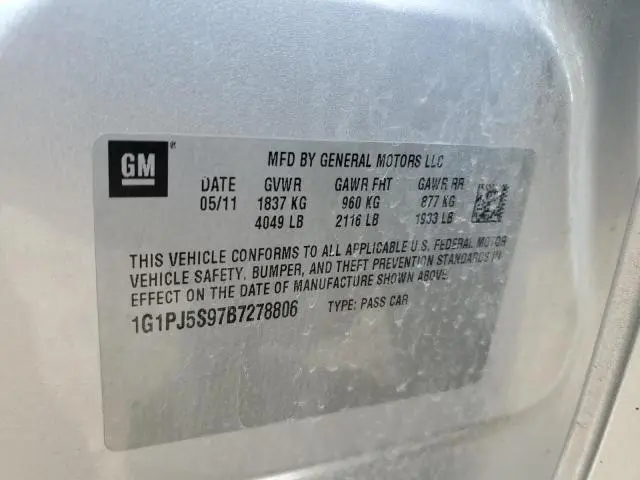 GM
MFD BY GENERAL MOTORS LLC
DATE GVWR GAWR FRT GAWR RR
05/11 1837 KG 960 KG 877 KG
4049 LB 2116 LB 1933 LB
THIS VEHICLE CONFORMS TO ALL APPLICABLE U.S. FEDERAL MOTOR
VEHICLE SAFETY, BUMPER, AND THEFT PREVENTION STANDARDS IN
EFFECT ON THE DATE OF MANUFACTURE SHOWN ABOVE.
1G1PJ5S97B7278806 TYPE: PASS CAR